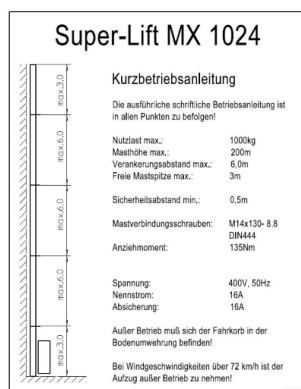 Super-Lift MX 1024
Kurzbetriebsanleitung
Die ausführliche schriftliche Betriebsanleitung ist
in allen Punkten zu befolgen!
Nutzlast max.: 1000kg
Masthöhe max.: 200m
Verankerungsabstand max.: 6,0m
Freie Mastspitze max.: 3m
Sicherheitsabstand min.: 0,5m
Mastverbindungsschrauben: M14x130- 8.8
DIN444
Anziehmoment: 135Nm
Spannung: 400V, 50Hz
Nennstrom: 16A
Absicherung: 16A
Außer Betrieb muß sich der Fahrkorb in der
Bodenumwehrung befinden!
Bei Windgeschwindigkeiten über 72 km/h ist der
Aufzug außer Betrieb zu nehmen!
max.3,0
max.6,0
max.6,0
max.6,0
max.3,0